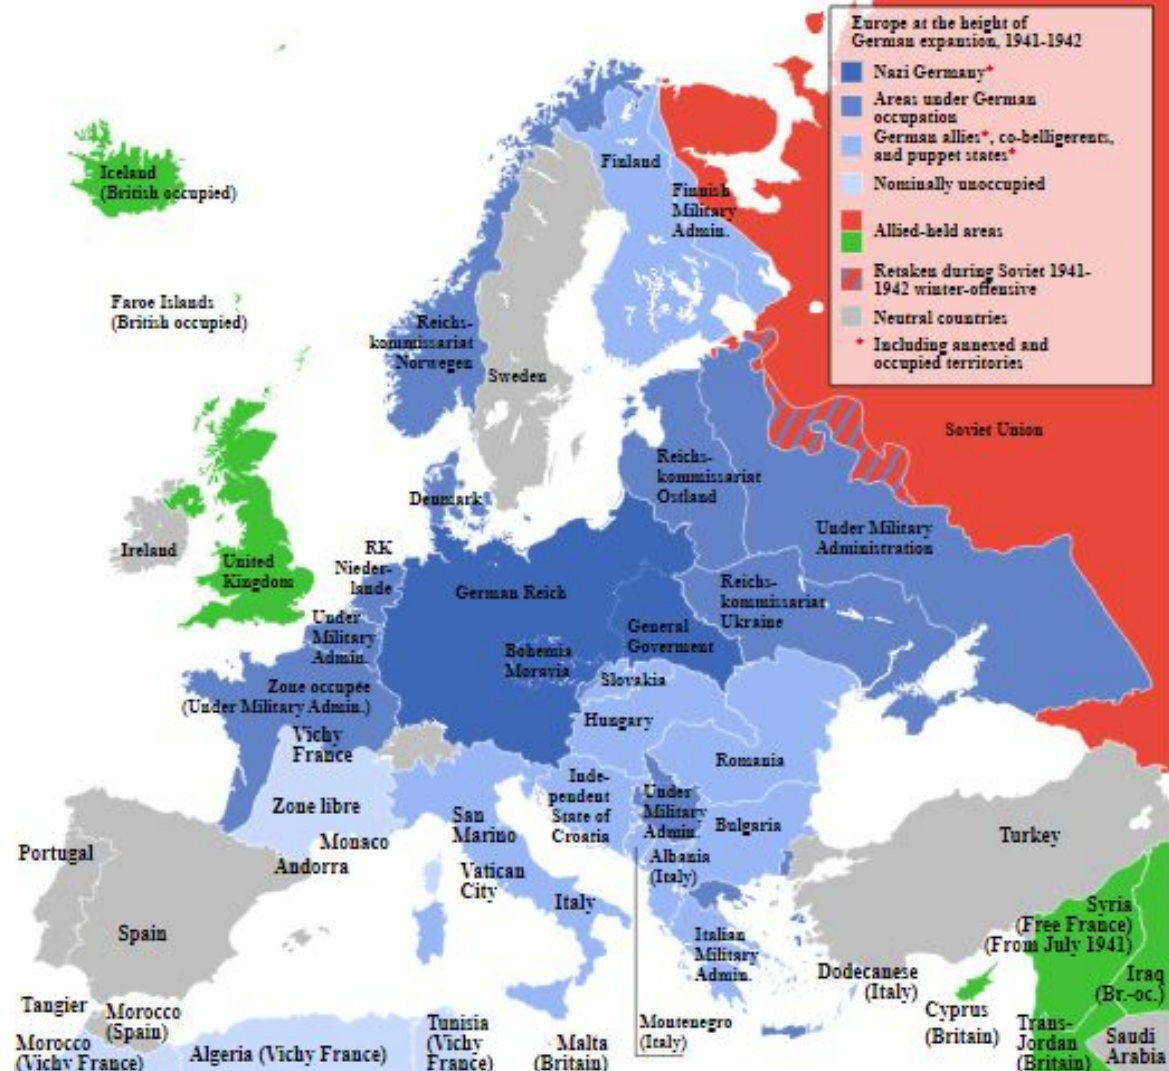 Europe at the height of
German expansion, 1941-1942
Nazi Germany*
Areas under German
occupation
German allies*, co-belligerents,
and puppet states*
Nominally unoccupied
Allied-held areas
Retaken during Soviet 1941-
1942 winter-offensive
Neutral countries
* Including annexed and
occupied territories
Iceland
(British occupied)
Finland
Finnish
Military
Admin.
Faroe Islands
(British occupied)
Reichs-
kommissariat
Norwegen
Sweden
Soviet Union
Reichs-
kommissariat
Ostland
Denmark
Under Military
Administration
Ireland
United
Kingdom
RK
Nieder-
lande
German Reich
Reichs-
kommissariat
Ukraine
Under
Military
Admin.
General
Goverment
Bohemia
Moravia
Slovakia
Zone occupée
(Under Military Admin.)
Hungary
Vichy
France
Romania
Inde-
pendent
State of
Croatia
Under
Military
Admin.
Zone libre
San
Marino
Bulgaria
Turkey
Monaco
Portugal
Andorra
Albania
(Italy)
Vatican
City
Italy
Spain
Syria
(Free France)
(From July 1941)
Italian
Military
Admin.
Dodecanese
(Italy)
Iraq
(Br.-oc.)
Cyprus
(Britain)
Tangier
Morocco
(Spain)
Morocco
(Vichy France)
Algeria (Vichy France)
Tunisia
(Vichy
France)
Malta
(Britain)
Montenegro
(Italy)
Trans-
Jordan
(Britain)
Saudi
Arabia